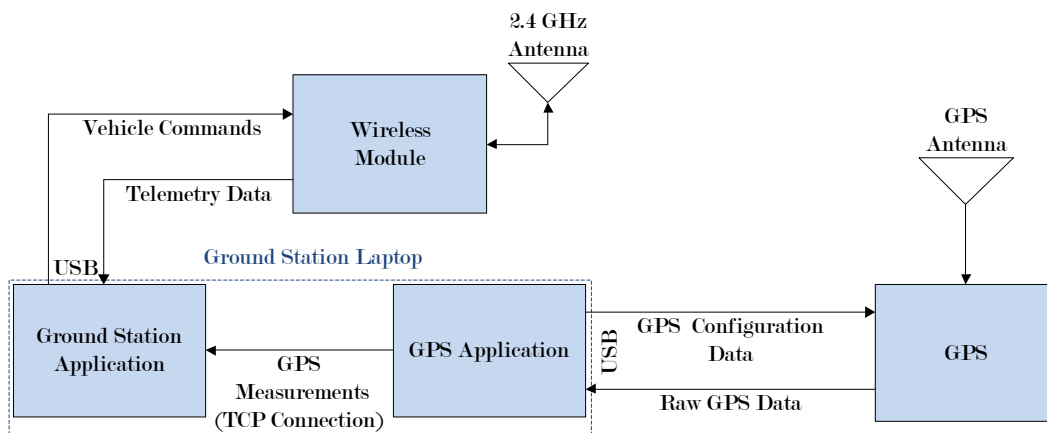 2.4 GHz
Antenna
Wireless
Module
Vehicle Commands
Telemetry Data
GPS
Antenna
USB
Ground Station Laptop
Ground Station
Application
GPS
Measurements
(TCP Connection)
GPS Application
USB
GPS Configuration
Data
Raw GPS Data
GPS